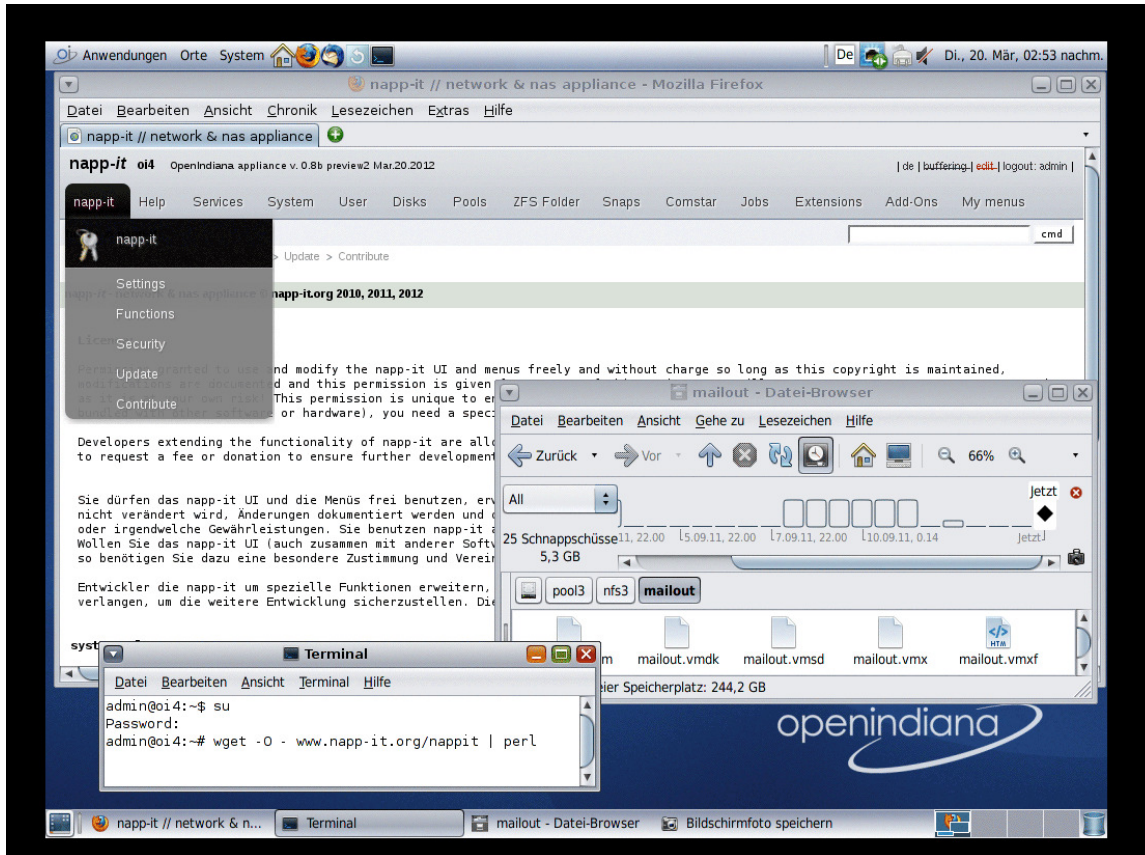 Anwendungen Orte System De Di., 20. Mär, 02:53 nachm.
napp-it // network & nas appliance - Mozilla Firefox
Datei Bearbeiten Ansicht Chronik Lesezeichen Extras Hilfe
napp-it // network & nas appliance
napp-it oi4 OpenIndiana appliance v. 0.8b preview2 Mar.20.2012 | de | buffering | edit | logout: admin |
napp-it Help Services System User Disks Pools ZFS Folder Snaps Comstar Jobs Extensions Add-Ons My menus
napp-it
cmd
> Update > Contribute
Settings
napp-it.org 2010, 2011, 2012
Functions
Security
and modify the napp-it UI and menus freely and without charge so long as this copyright is maintained,
Update
d and this permission is given
This permission is unique to er
Contribute
or hardware), you need a speci
Developers extending the functionality of napp-it are allo
to request a fee or donation to ensure further development
Sie dürfen das napp-it UI und die Menüs frei benutzen, erv
nicht verändert wird, Änderungen dokumentiert werden und
oder irgendwelche Gewährleistungen. Sie benutzen napp-it a
Wollen Sie das napp-it UI (auch zusammen mit anderer Softv
so benötigen Sie dazu eine besondere Zustimmung und Verein
Entwickler die napp-it um spezielle Funktionen erweitern,
verlangen, um die weitere Entwicklung sicherzustellen. Die
syst
mailout - Datei-Browser
Datei Bearbeiten Ansicht Gehe zu Lesezeichen Hilfe
Zurück Vor 66%
All Jetzt
25 Schnappschüsse 11, 22.00 5.09.11, 22.00 7.09.11, 22.00 10.09.11, 0.14 Jetzt
5,3 GB
pool3 nfs3 mailout
m mailout.vmdk mailout.vmsd mailout.vmx mailout.vmxf
HTM
eier Speicherplatz: 244,2 GB
Terminal
Datei Bearbeiten Ansicht Terminal Hilfe
admin@oi4:~$ su
Password:
admin@oi4:~# wget -O - www.napp-it.org/nappit | perl
openindiana
napp-it // network & n... Terminal mailout - Datei-Browser Bildschirmfoto speichern